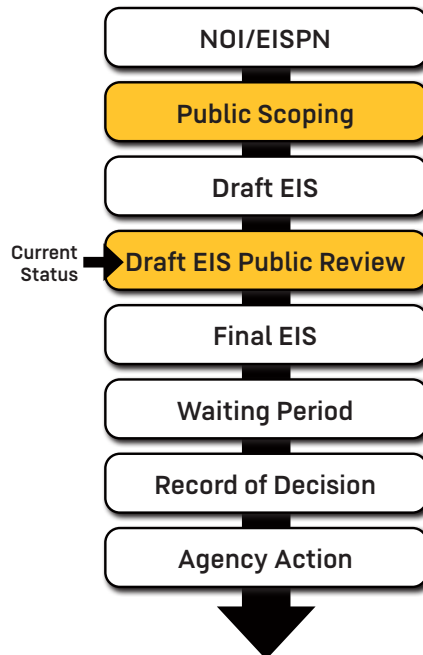 NOI/EISPN
Public Scoping
Draft EIS
Current
Status
Draft EIS Public Review
Final EIS
Waiting Period
Record of Decision
Agency Action